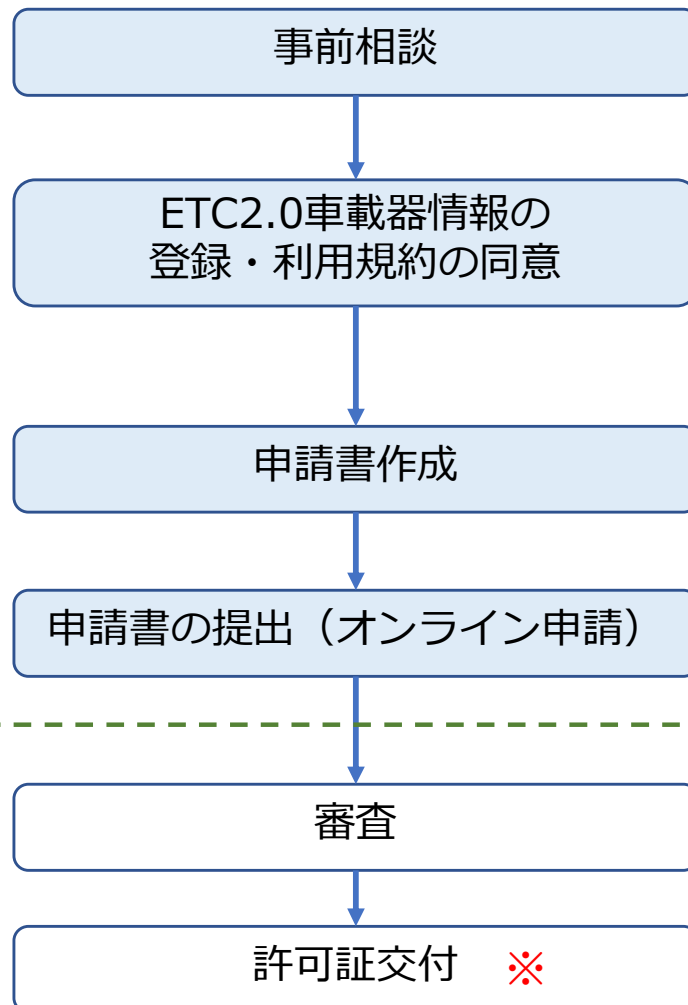 事前相談
ETC2.0車載器情報の
登録・利用規約の同意
申請書作成
申請書の提出（オンライン申請）
審査
許可証交付 ※